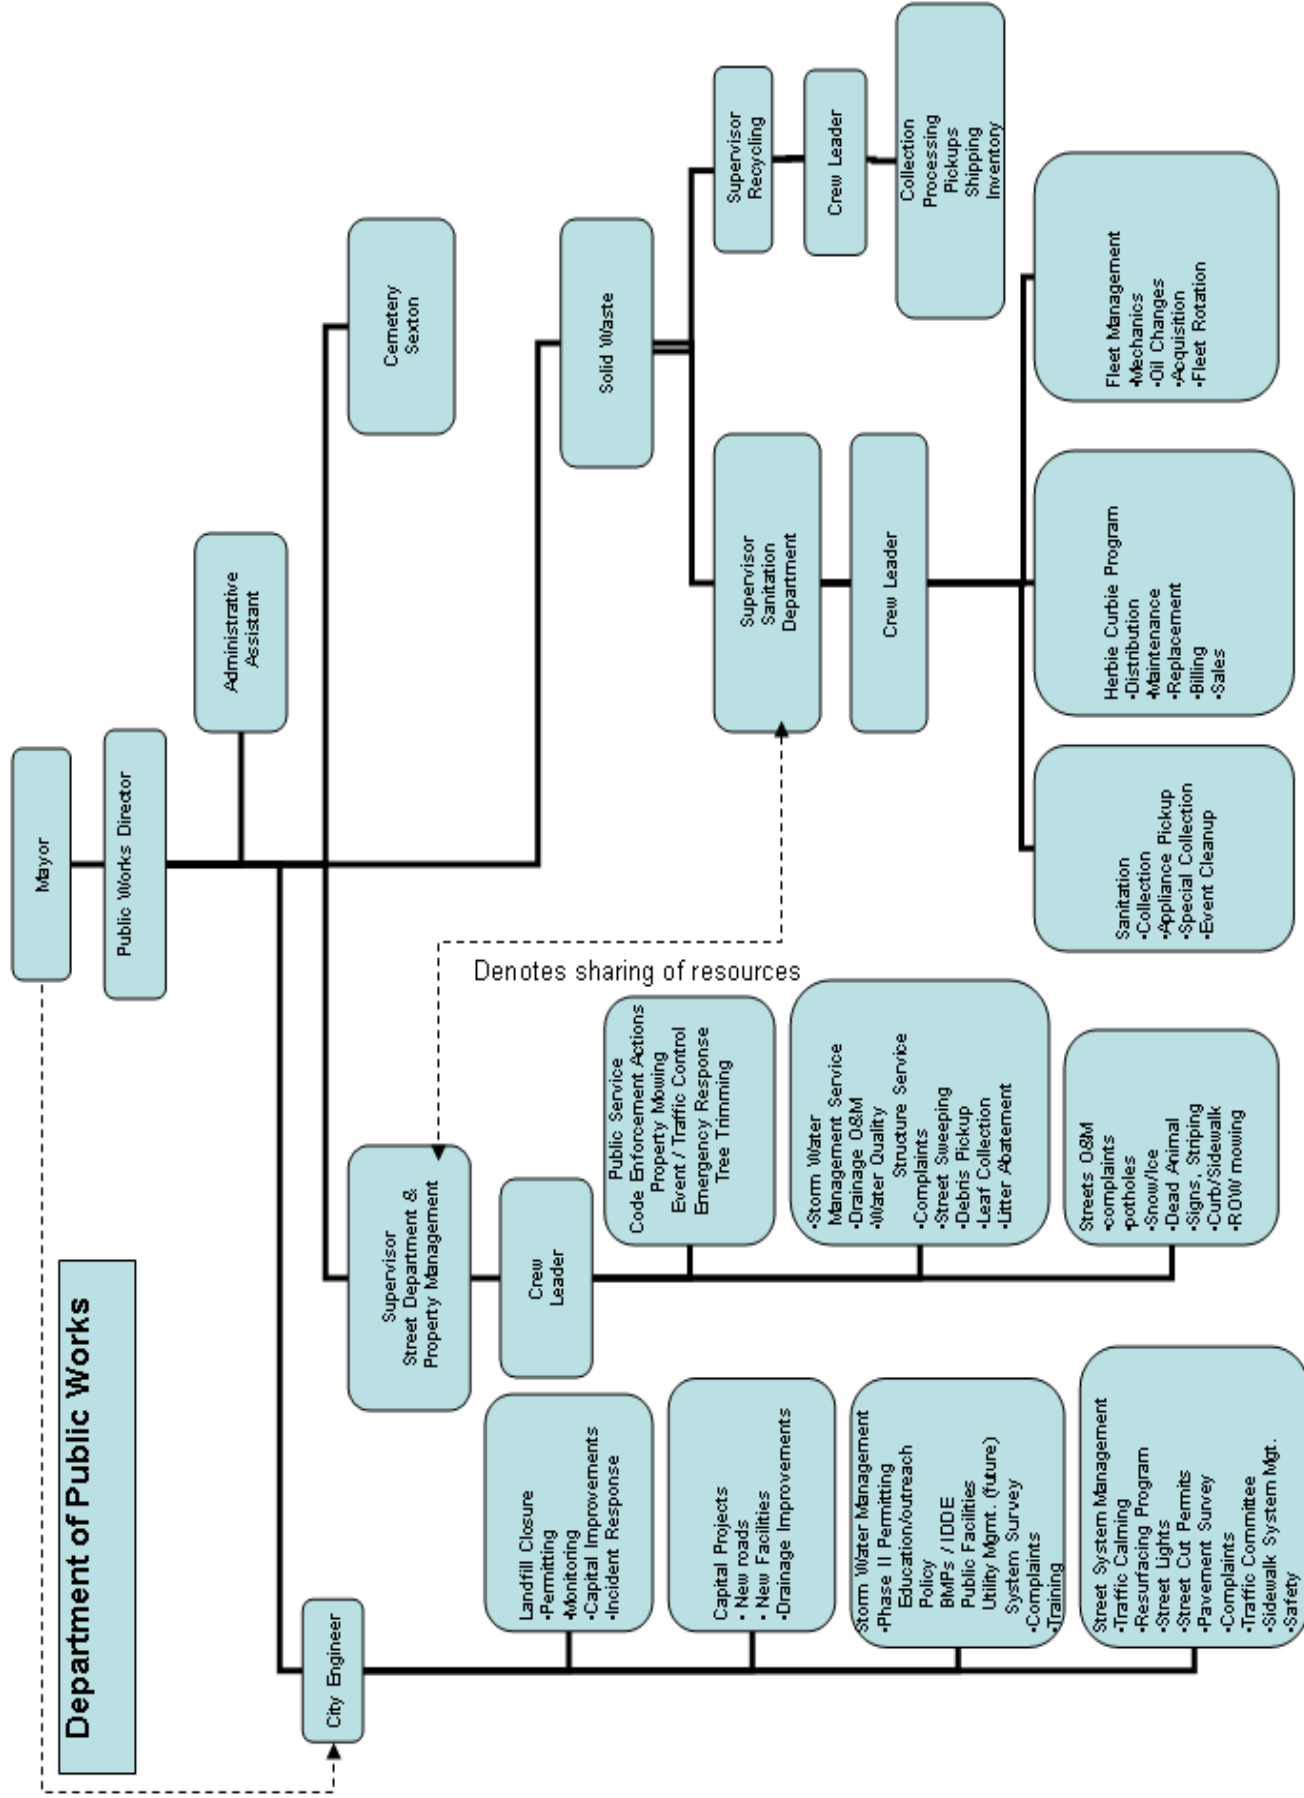 Department of Public Works
Mayor
Public Works Director
Administrative
Assistant
City Engineer
Supervisor
Street Department &
Property Management
Cemetery
Sexton
Crew
Leader
Solid Waste
Denotes sharing of resources
Landfill Closure
•Permitting
•Monitoring
•Capital Improvements
•Incident Response
Capital Projects
• New roads
• New Facilities
•Drainage Improvements
Storm Water Management
•Phase II Permitting
Education/outreach
Policy
BMPs / IDDE
Public Facilities
Utility Mgmt. (future)
System Survey
•Complaints
•Training
Street System Management
•Traffic Calming
•Resurfacing Program
•Street Lights
•Street Cut Permits
•Pavement Survey
•Complaints
•Traffic Committee
•Sidewalk System Mgt.
•Safety
Public Service
Code Enforcement Actions
Property Mowing
Event / Traffic Control
Emergency Response
Tree Trimming
•Storm Water
Management Service
•Drainage O&M
•Water Quality
Structure Service
•Complaints
•Street Sweeping
•Debris Pickup
•Leaf Collection
•Litter Abatement
Streets O&M
•complaints
•potholes
•Snow/Ice
•Dead Animal
•Signs, Striping
•Curb/Sidewalk
•ROW mowing
Supervisor
Sanitation
Department
Crew Leader
Sanitation
•Collection
•Appliance Pickup
•Special Collection
•Event Cleanup
Herbie Curbie Program
•Distribution
•Maintenance
•Replacement
•Billing
•Sales
Fleet Management
•Mechanics
•Oil Changes
•Acquisition
•Fleet Rotation
Supervisor
Recycling
Crew Leader
Collection
Processing
Pickups
Shipping
Inventory